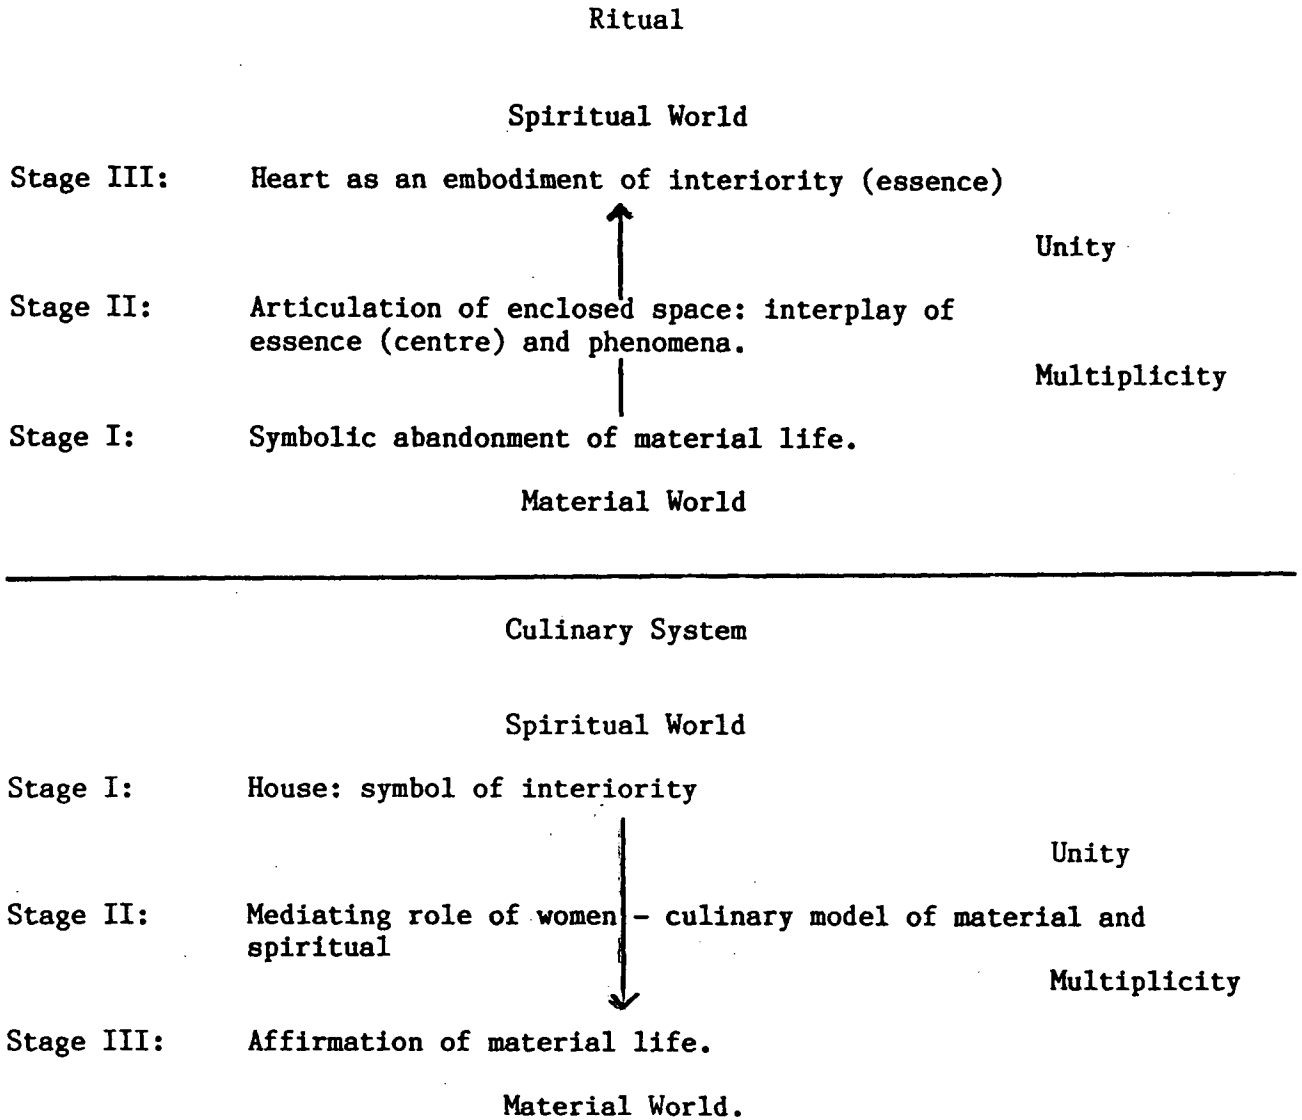 Ritual
Spiritual World
Stage III: Heart as an embodiment of interiority (essence)
Unity
Stage II: Articulation of enclosed space: interplay of
essence (centre) and phenomena.
Multiplicity
Stage I: Symbolic abandonment of material life.
Material World
Culinary System
Spiritual World
Stage I: House: symbol of interiority
Unity
Stage II: Mediating role of women - culinary model of material and
spiritual
Multiplicity
Stage III: Affirmation of material life.
Material World.